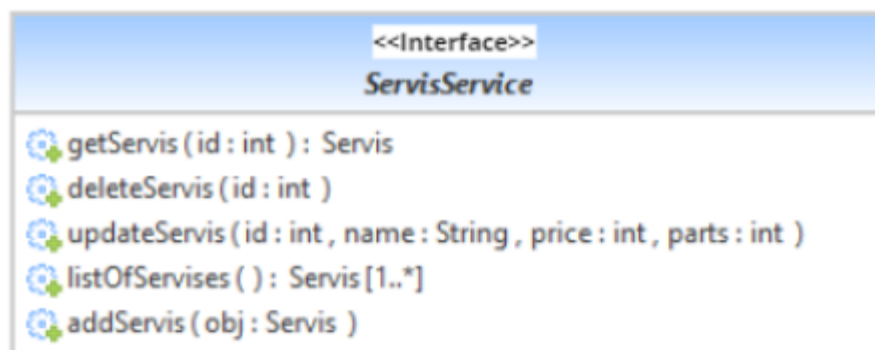 <<Interface>>
ServisService
getServis ( id : int ) : Servis
deleteServis ( id : int )
updateServis ( id : int , name : String , price : int , parts : int )
listOfServises ( ) : Servis [1..*]
addServis ( obj : Servis )